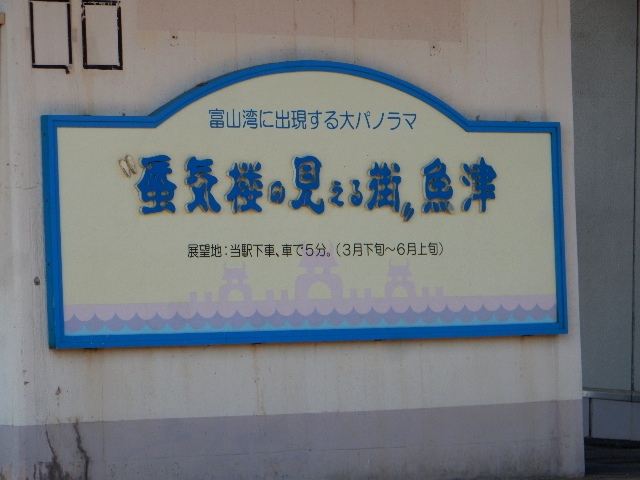 富山湾に出現する大パノラマ
〝蜃気楼の見える街〟魚津
展望地：当駅下車、車で5分。（3月下旬～6月上旬）